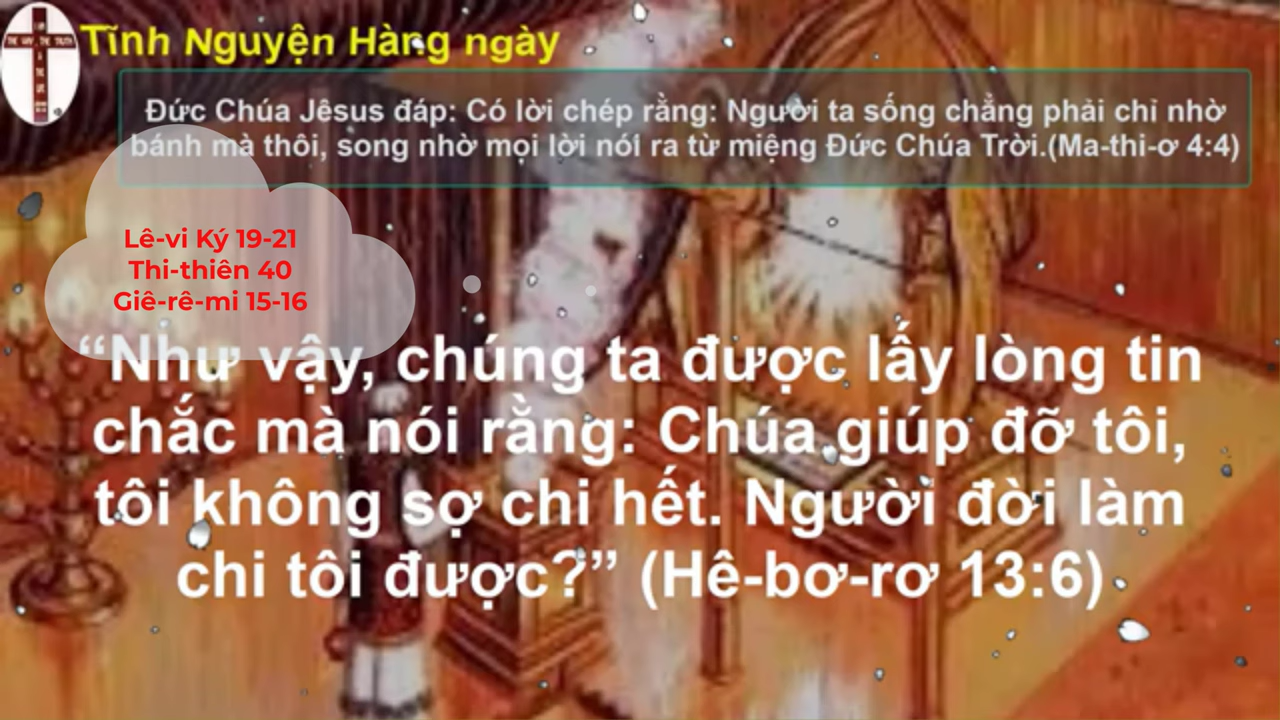 Tĩnh Nguyện Hàng ngày
Đức Chúa Jêsus đáp: Có lời chép rằng: Người ta sống chẳng phải chỉ nhờ
bánh mà thôi, song nhờ mọi lời nói ra từ miệng Đức Chúa Trời.(Ma-thi-ơ 4:4)
Lê-vi Ký 19-21
Thi-thiên 40
Giê-rê-mi 15-16
“Như vậy, chúng ta được lấy lòng tin
chắc mà nói rằng: Chúa giúp đỡ tôi,
tôi không sợ chi hết. Người đời làm
chi tôi được?” (Hê-bơ-rơ 13:6)